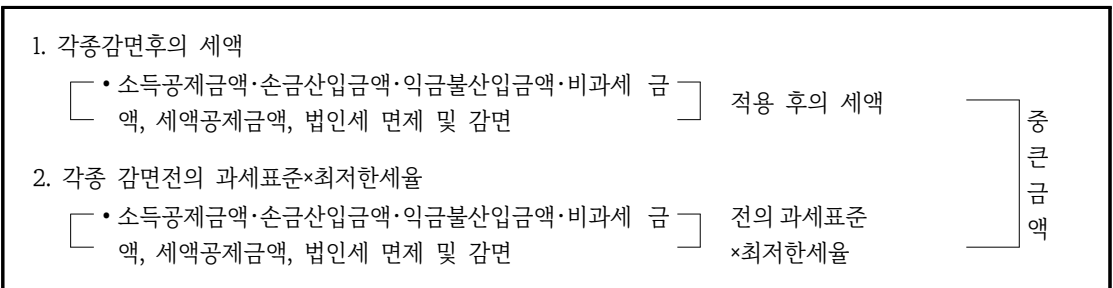 1. 각종감면후의 세액
• 소득공제금액·손금산입금액·익금불산입금액·비과세 금
액, 세액공제금액, 법인세 면제 및 감면
적용 후의 세액
2. 각종 감면전의 과세표준×최저한세율
• 소득공제금액·손금산입금액·익금불산입금액·비과세 금
액, 세액공제금액, 법인세 면제 및 감면
전의 과세표준
×최저한세율
중
큰
금
액